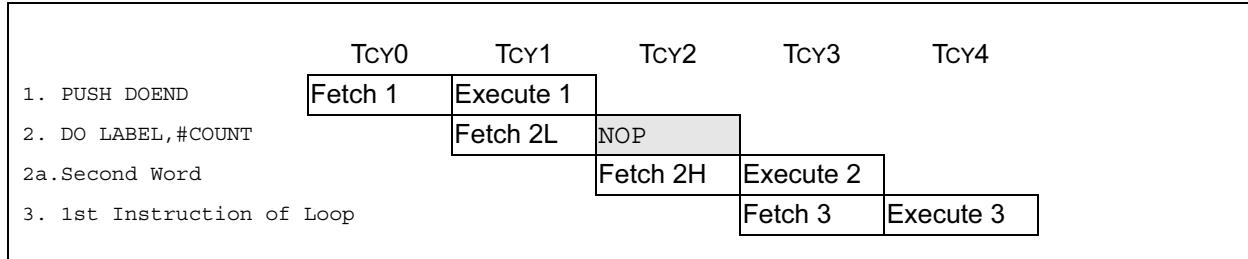 TCY0 TCY1 TCY2 TCY3 TCY4
1. PUSH DOEND Fetch 1 Execute 1
2. DO LABEL,#COUNT Fetch 2L NOP
2a.Second Word Fetch 2H Execute 2
3. 1st Instruction of Loop Fetch 3 Execute 3